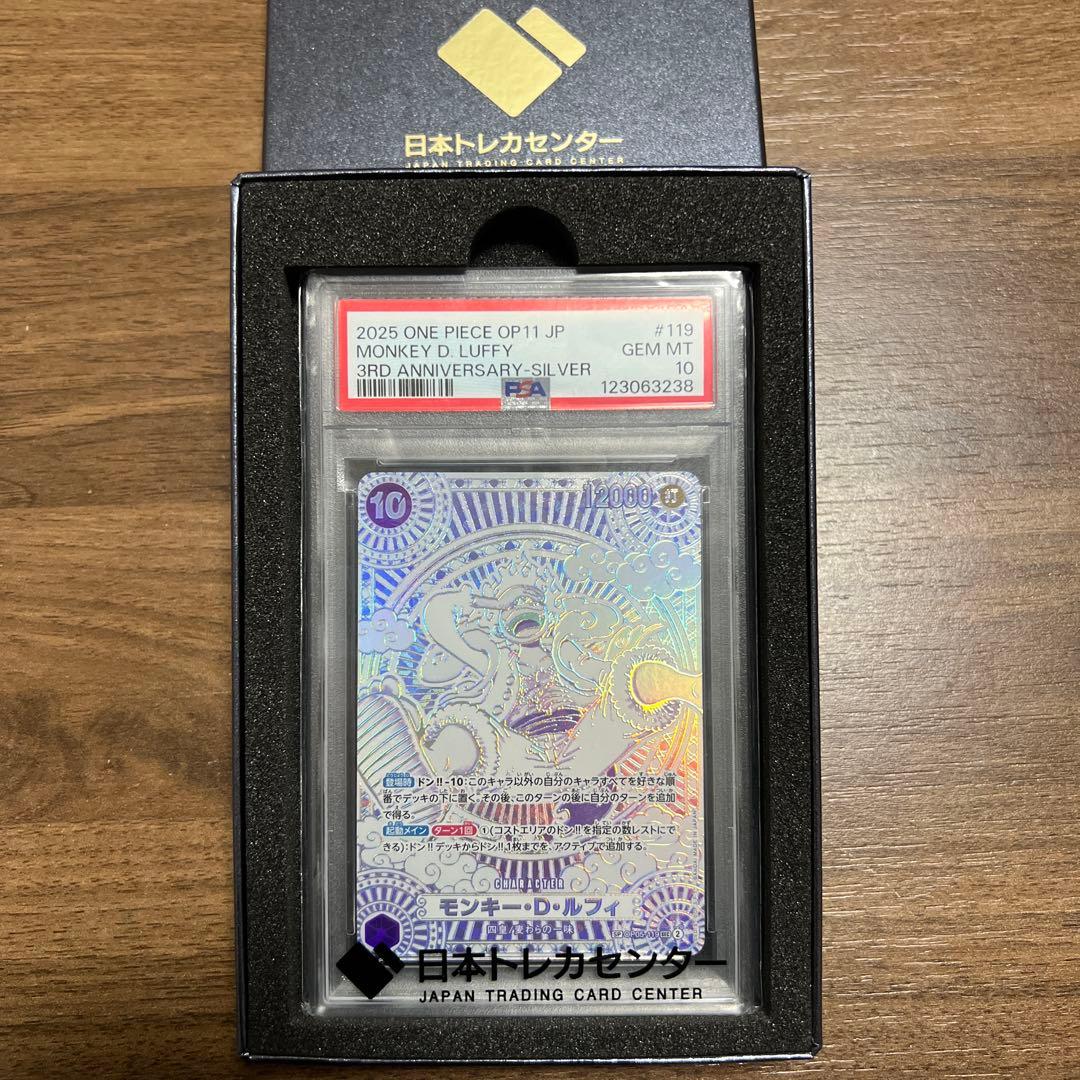 日本トレカセンター
JAPAN TRADING CARD CENTER
2025 ONE PIECE OP11 JP #119
MONKEY D. LUFFY GEM MT
3RD ANNIVERSARY-SILVER 10
PSA 123063238
10 12000 打
登場時 ドン!!-10:このキャラ以外の自分のキャラすべてを好きな順
番でデッキの下に置く。その後、このターンの後に自分のターンを追加
で得る。
起動メイン ターン1回 ①(コストエリアのドン!!を指定の数レストにで
きる):ドン!!デッキからドン!!1枚までを、アクティブで追加する。
CHARACTER
モンキー・D・ルフィ
四皇/麦わらの一味
SP OP05-119 SEC 2
日本トレカセンター
JAPAN TRADING CARD CENTER